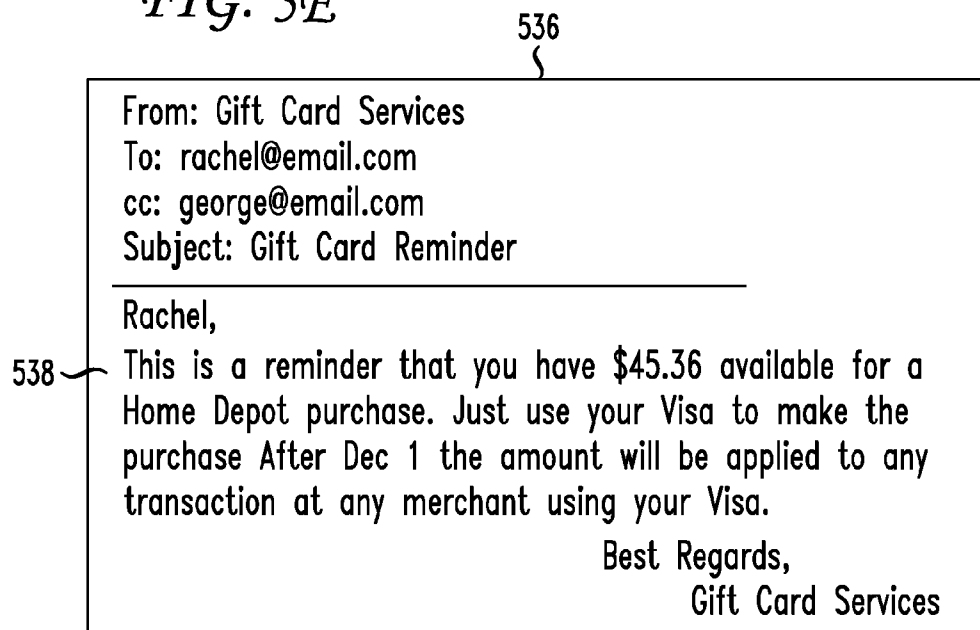 FIG. 5E
536
From: Gift Card Services
To: rachel@email.com
cc: george@email.com
Subject: Gift Card Reminder
Rachel,
538
This is a reminder that you have $45.36 available for a
Home Depot purchase. Just use your Visa to make the
purchase After Dec 1 the amount will be applied to any
transaction at any merchant using your Visa.
Best Regards,
Gift Card Services